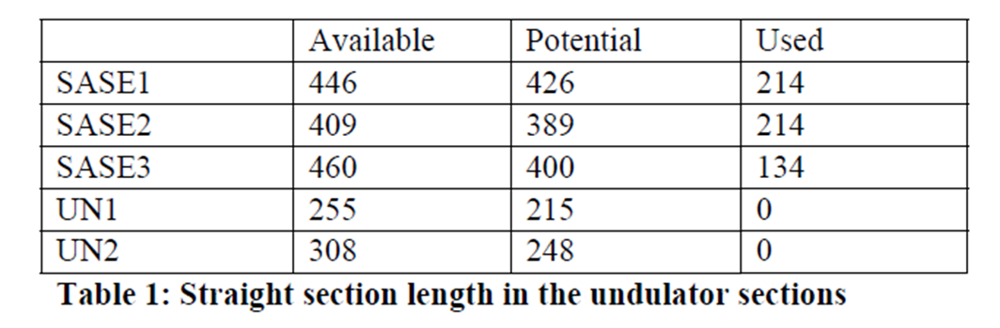 Available Potential Used
SASE1 446 426 214
SASE2 409 389 214
SASE3 460 400 134
UN1 255 215 0
UN2 308 248 0
Table 1: Straight section length in the undulator sections